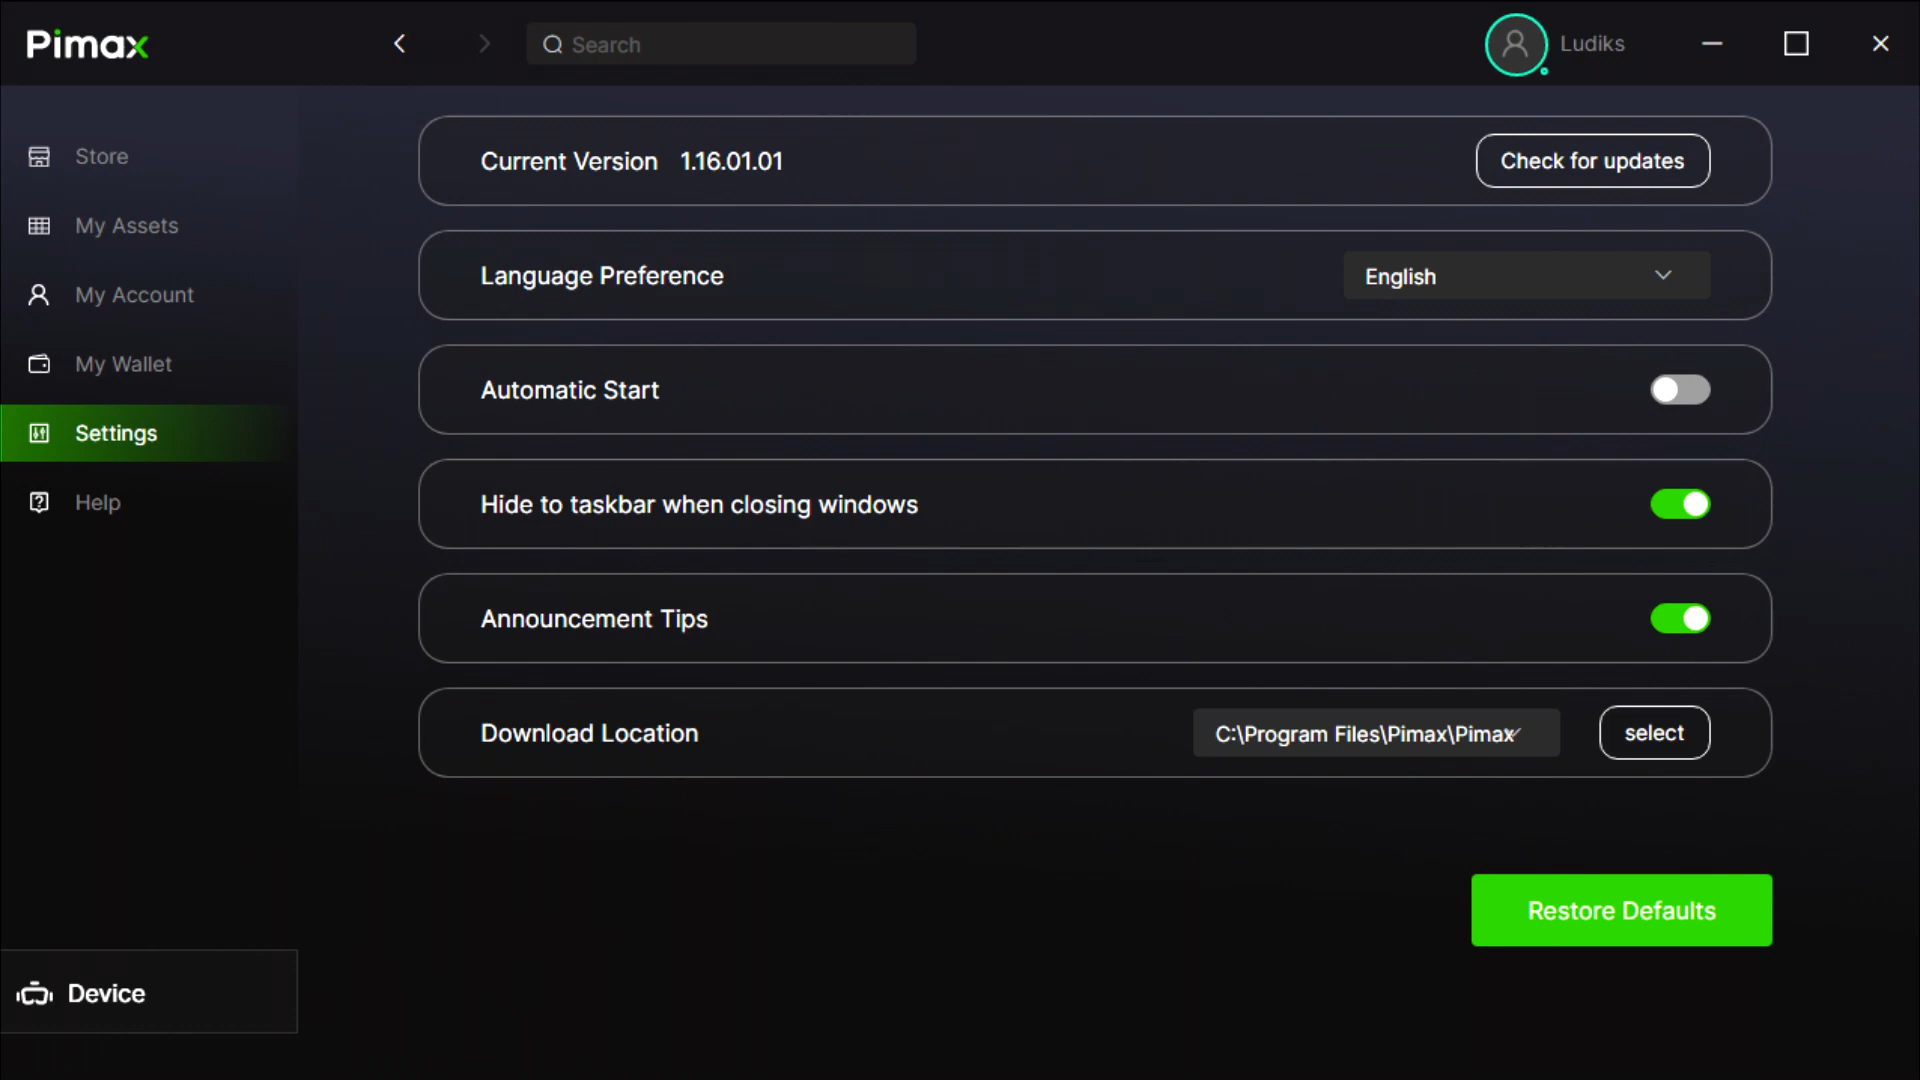 Pimax
Search
Ludiks
Store
My Assets
My Account
My Wallet
Settings
Help
Device
Current Version 1.16.01.01
Check for updates
Language Preference
English
Automatic Start
Hide to taskbar when closing windows
Announcement Tips
Download Location
C:\Program Files\Pimax\Pimax
select
Restore Defaults